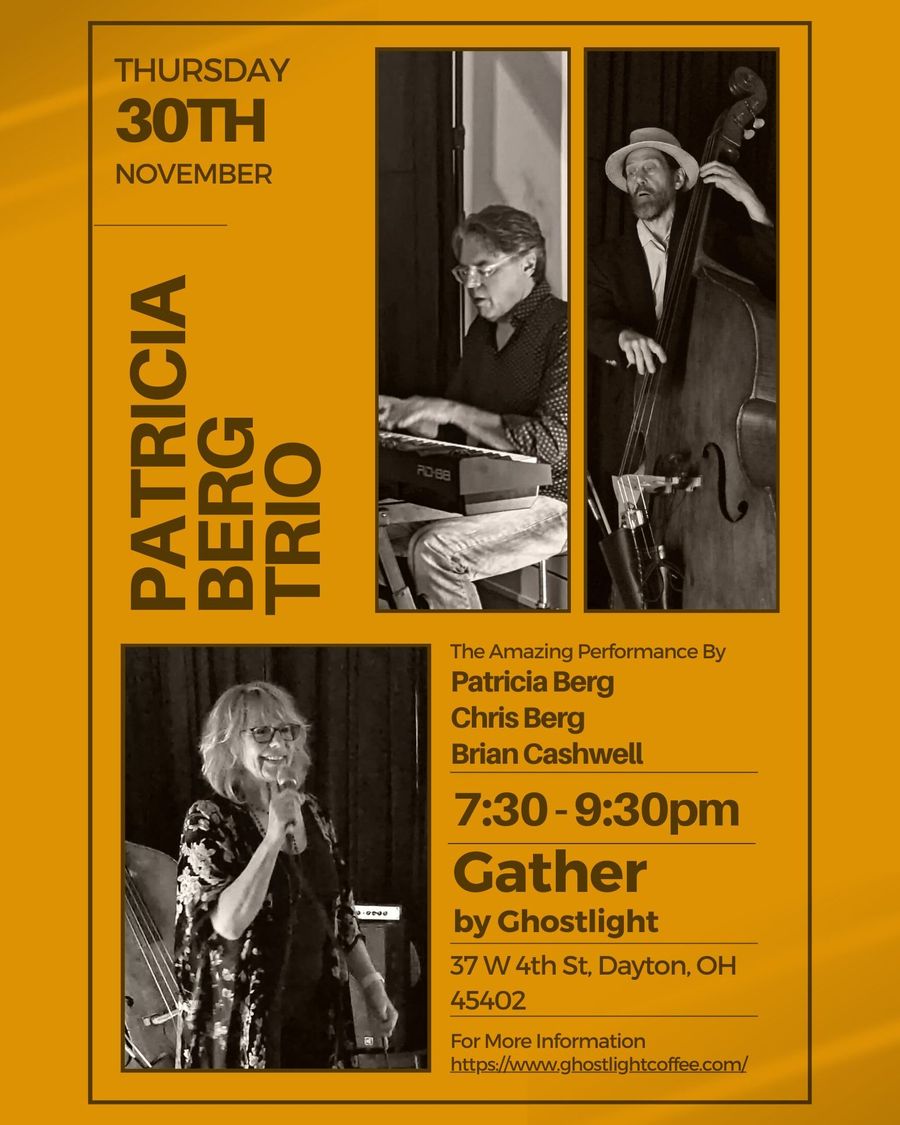 THURSDAY
30TH
NOVEMBER
PATRICIA
BERG
TRIO
RD-88
The Amazing Performance By
Patricia Berg
Chris Berg
Brian Cashwell
7:30 - 9:30pm
Gather
by Ghostlight
37 W 4th St, Dayton, OH
45402
For More Information
https://www.ghostlightcoffee.com/